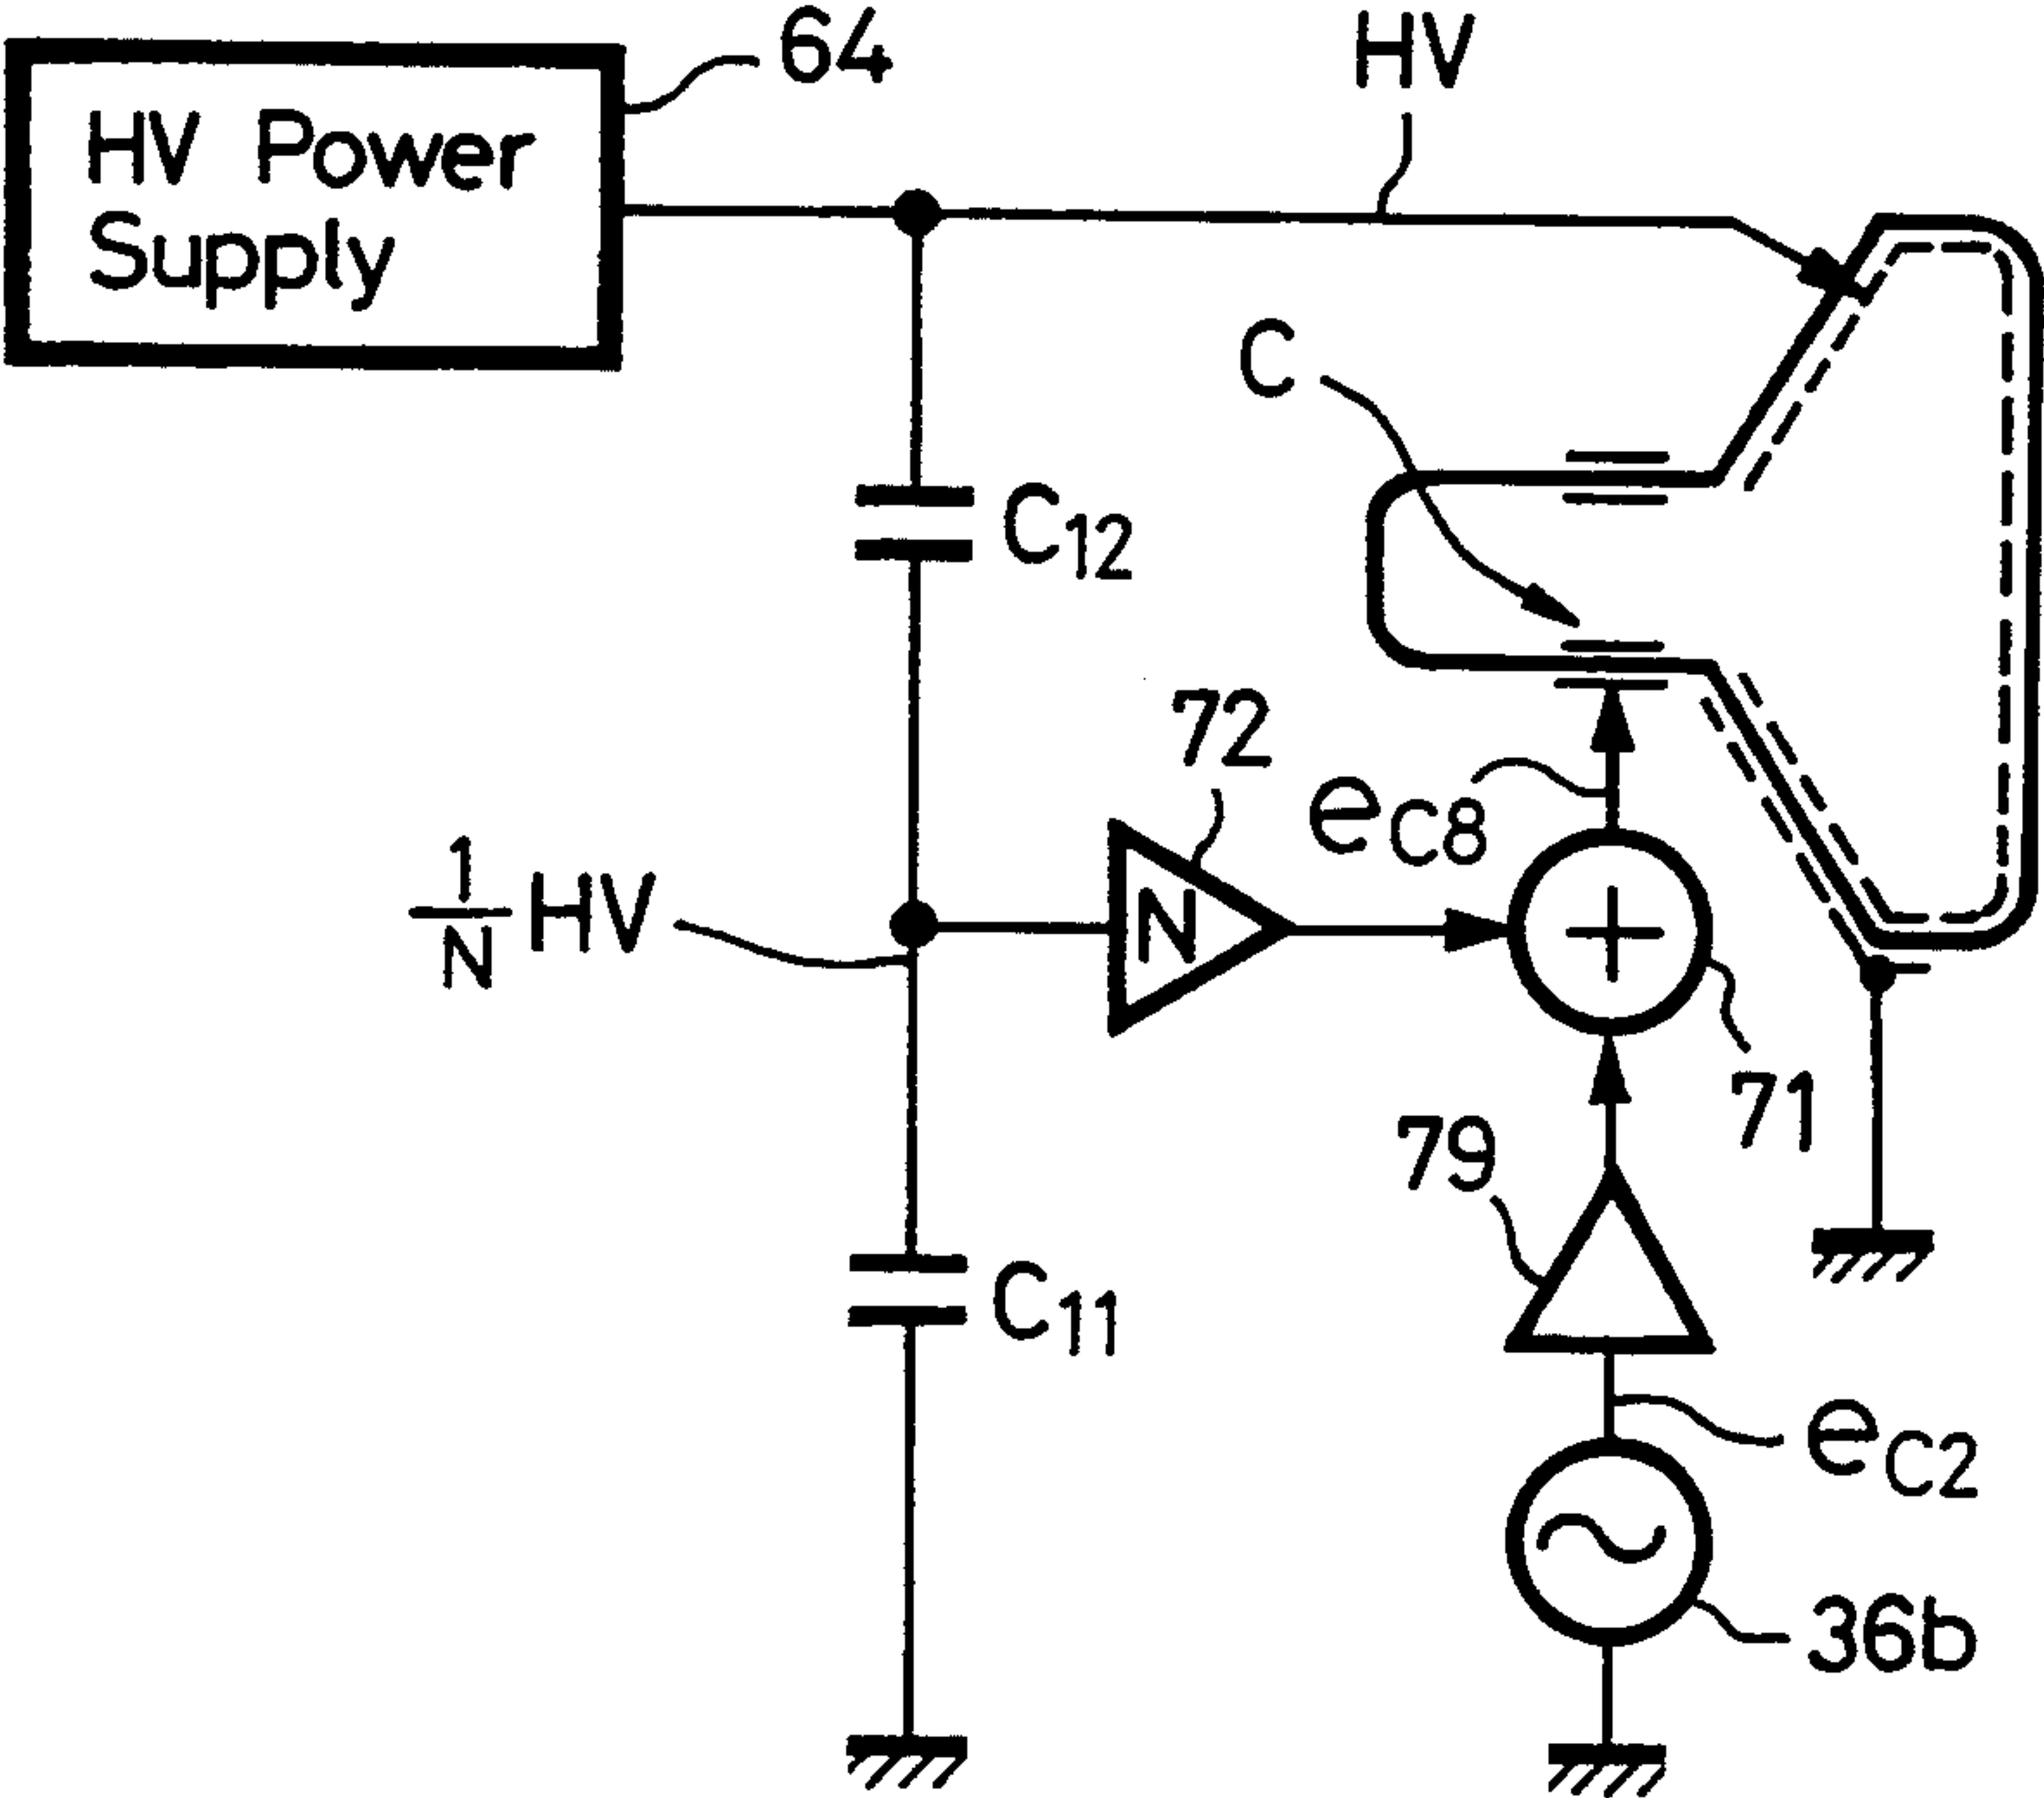 64
HV
HV Power
Supply
C
C12
72
eC8
1/N HV
N
+
71
79
C11
eC2
36b